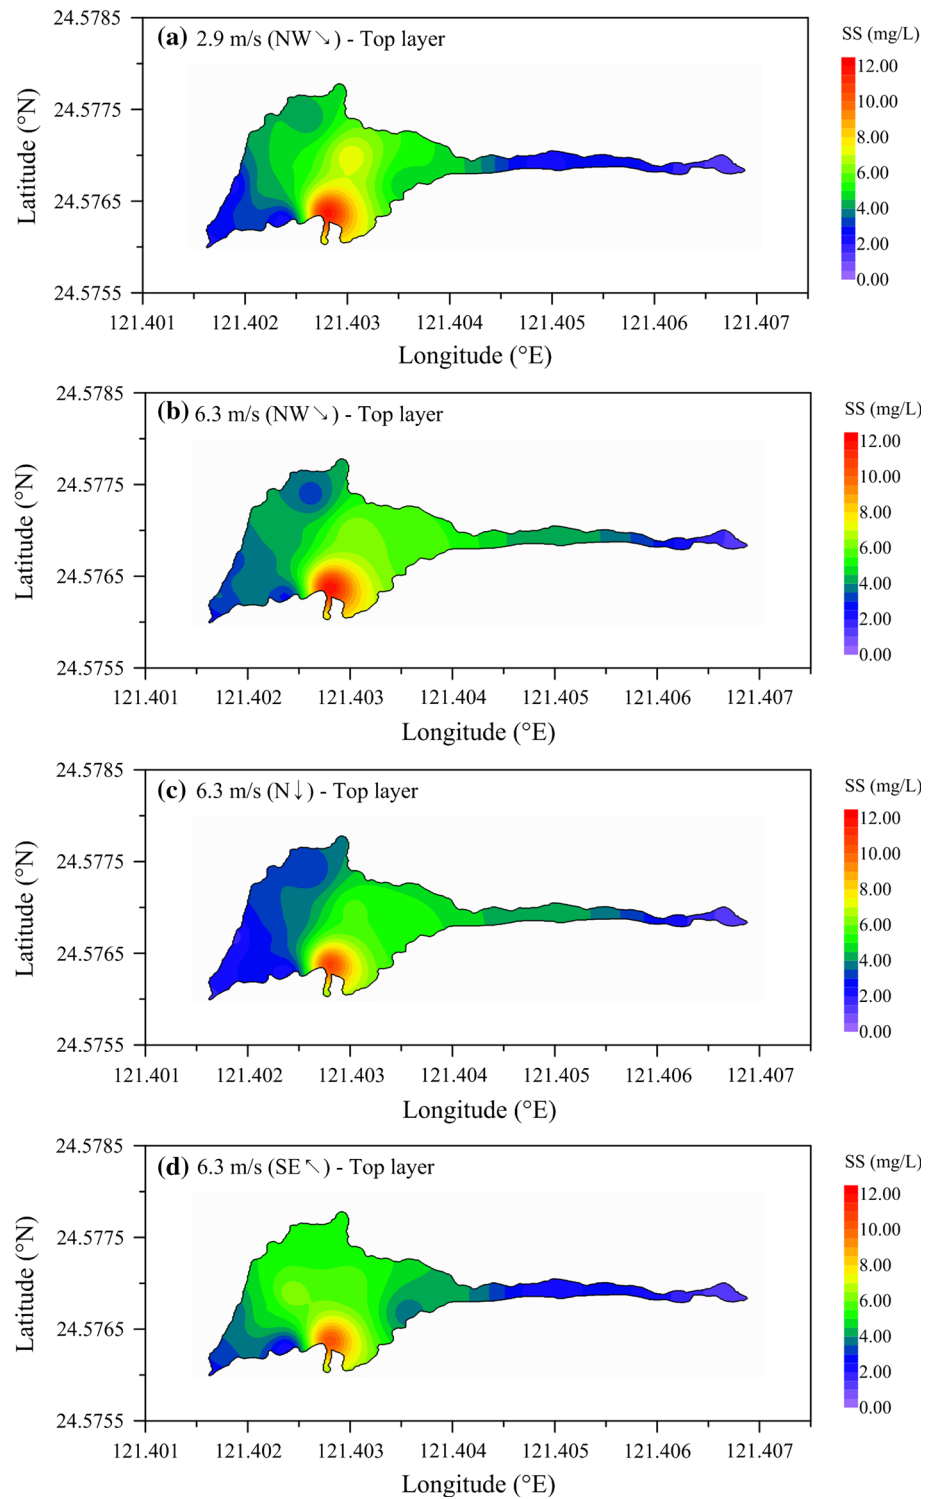 (a) 2.9 m/s (NW↘) - Top layer
SS (mg/L)
24.5785
24.5775
24.5765
24.5755
Latitude (°N)
12.00
10.00
8.00
6.00
4.00
2.00
0.00
121.401 121.402 121.403 121.404 121.405 121.406 121.407
Longitude (°E)
(b) 6.3 m/s (NW↘) - Top layer
SS (mg/L)
24.5785
24.5775
24.5765
24.5755
Latitude (°N)
12.00
10.00
8.00
6.00
4.00
2.00
0.00
121.401 121.402 121.403 121.404 121.405 121.406 121.407
Longitude (°E)
(c) 6.3 m/s (N↓) - Top layer
SS (mg/L)
24.5785
24.5775
24.5765
24.5755
Latitude (°N)
12.00
10.00
8.00
6.00
4.00
2.00
0.00
121.401 121.402 121.403 121.404 121.405 121.406 121.407
Longitude (°E)
(d) 6.3 m/s (SE↖) - Top layer
SS (mg/L)
24.5785
24.5775
24.5765
24.5755
Latitude (°N)
12.00
10.00
8.00
6.00
4.00
2.00
0.00
121.401 121.402 121.403 121.404 121.405 121.406 121.407
Longitude (°E)